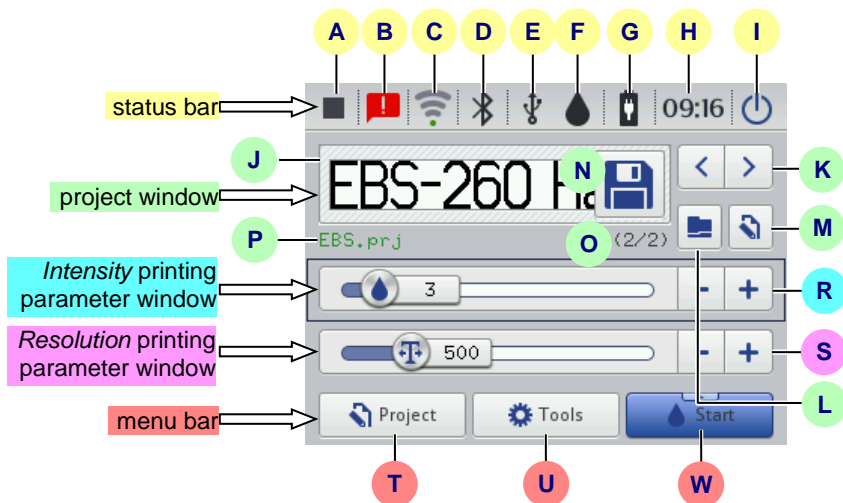 A B C D E F G H I
status bar
09:16
J
EBS-260 Ha
N
K
project window
P
EBS.prj
O
(2/2)
M
Intensity printing
parameter window
3
- +
R
Resolution printing
parameter window
500
- +
S
L
menu bar
Project
Tools
Start
T U W